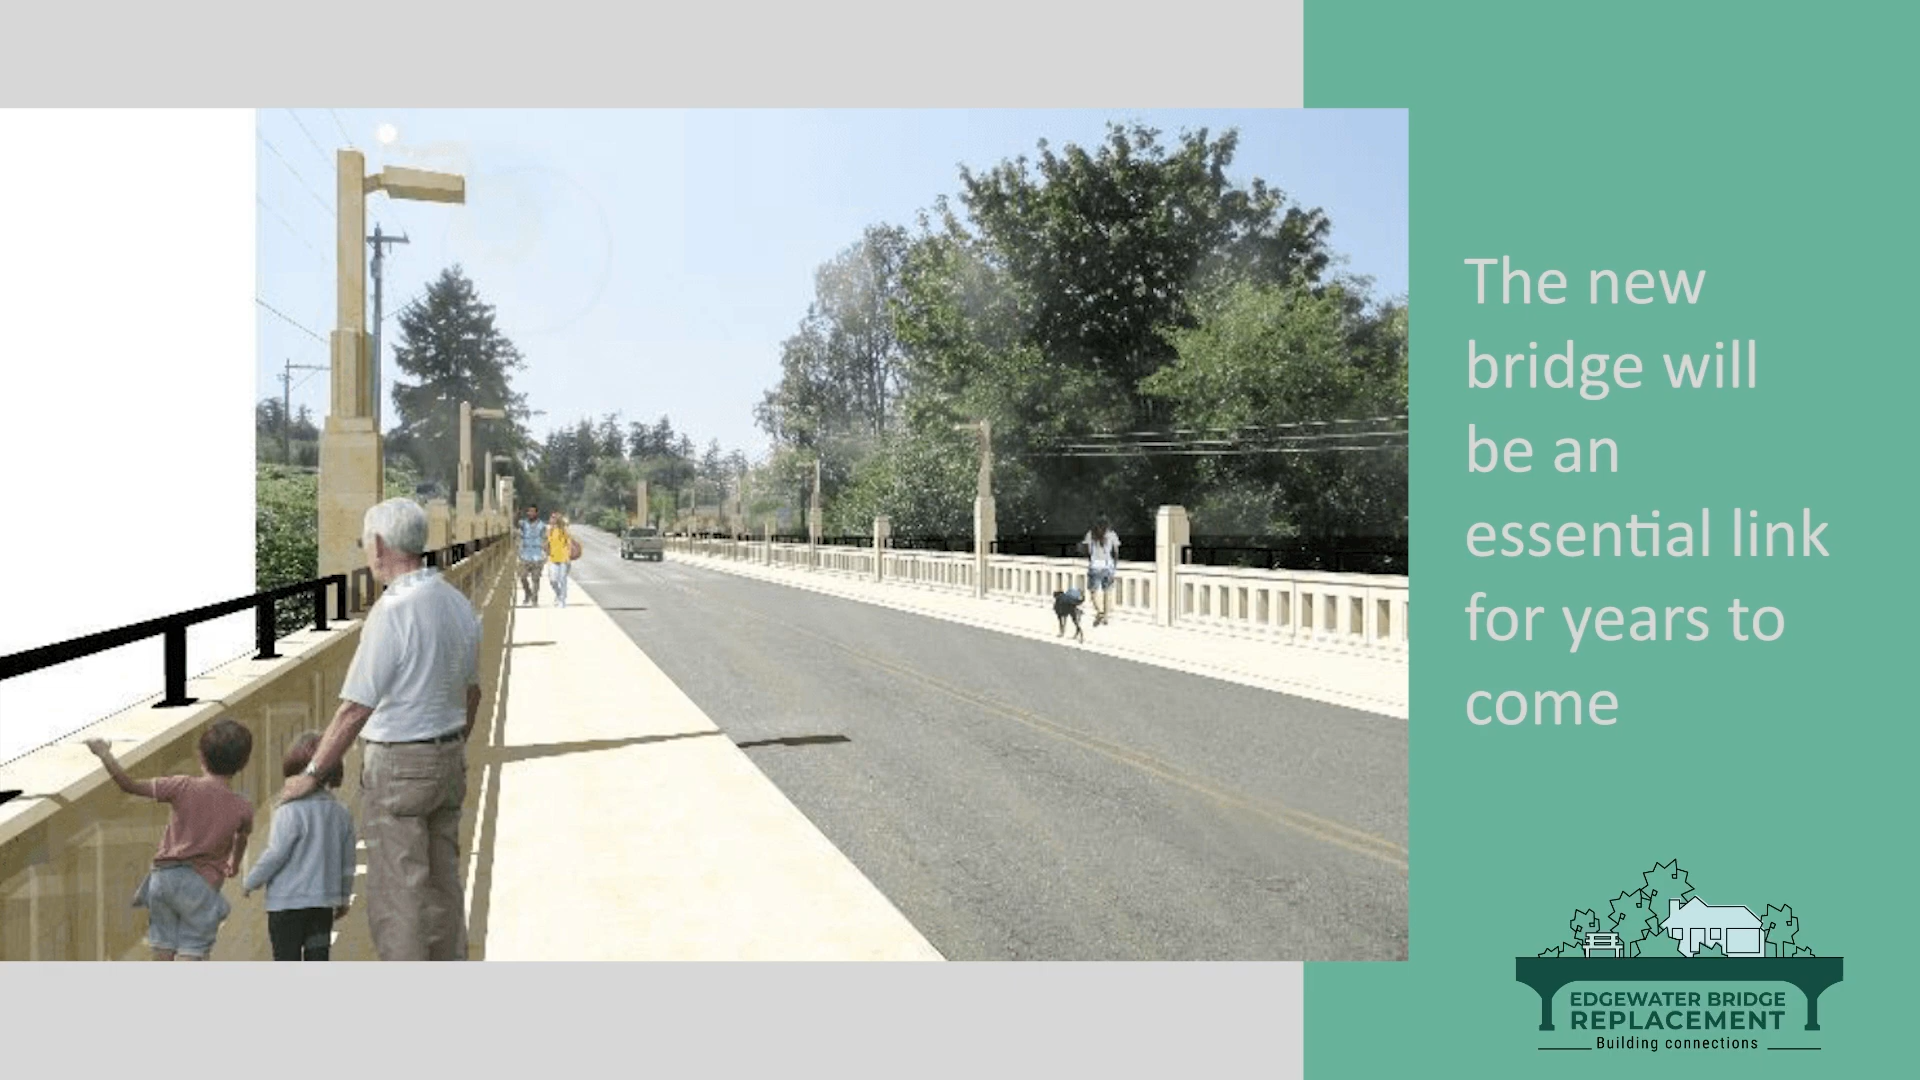 The new
bridge will
be an
essential link
for years to
come
EDGEWATER BRIDGE
REPLACEMENT
Building connections